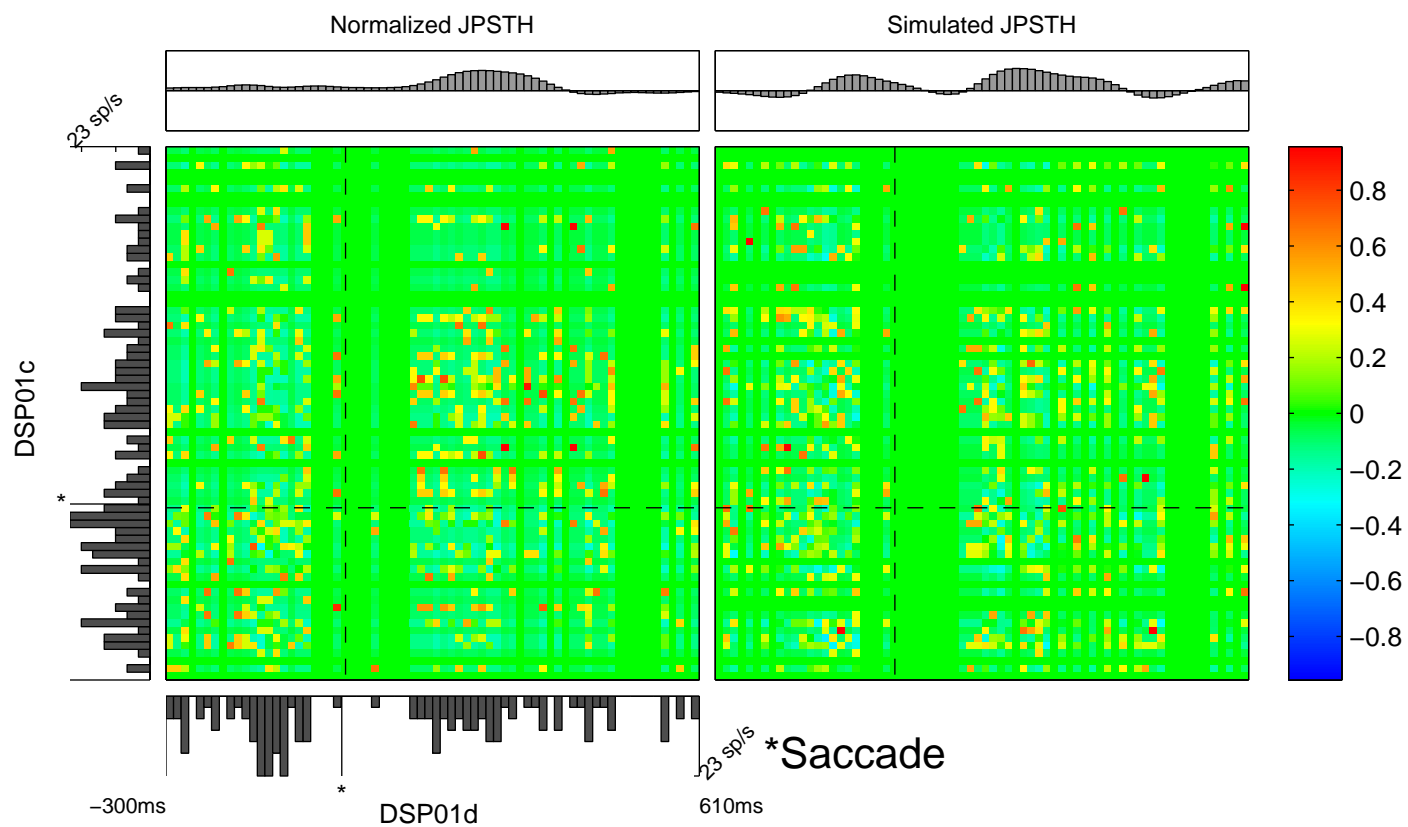 Normalized JPSTH
Simulated JPSTH
23 sp/s
DSP01c
*
0.8
0.6
0.4
0.2
0
−0.2
−0.4
−0.6
−0.8
23 sp/s
*Saccade
*
−300ms
DSP01d
610ms